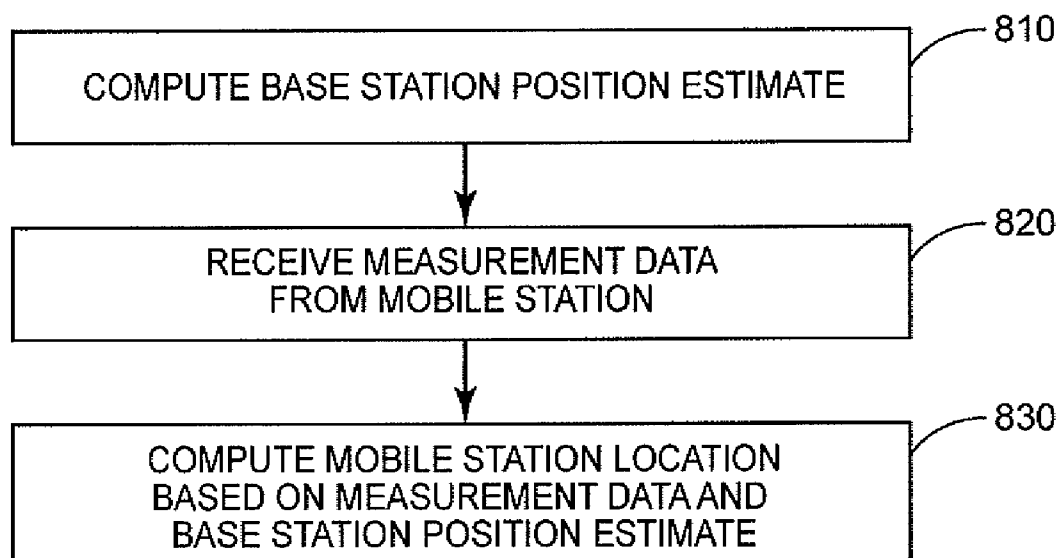 810
COMPUTE BASE STATION POSITION ESTIMATE
820
RECEIVE MEASUREMENT DATA
FROM MOBILE STATION
830
COMPUTE MOBILE STATION LOCATION
BASED ON MEASUREMENT DATA AND
BASE STATION POSITION ESTIMATE